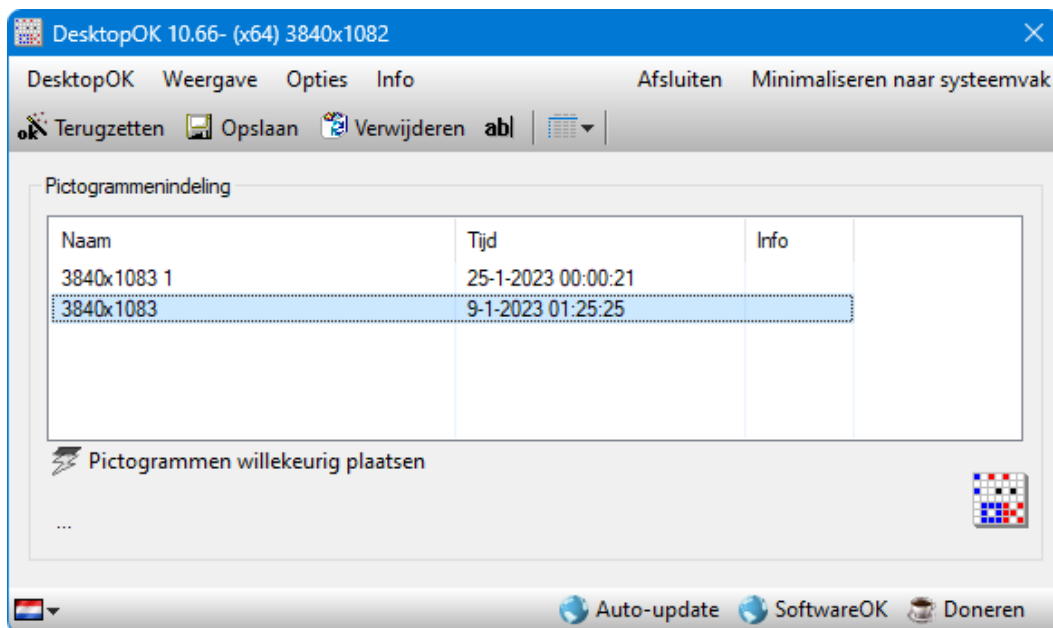 DesktopOK 10.66- (x64) 3840x1082
DesktopOK Weergave Opties Info Afsluiten Minimaliseren naar systeemvak
Terugzetten Opslaan Verwijderen ab|
Pictogrammenindeling
Naam Tijd Info
3840x1083 1 25-1-2023 00:00:21
3840x1083 9-1-2023 01:25:25
Pictogrammen willekeurig plaatsen
...
Auto-update SoftwareOK Doneren